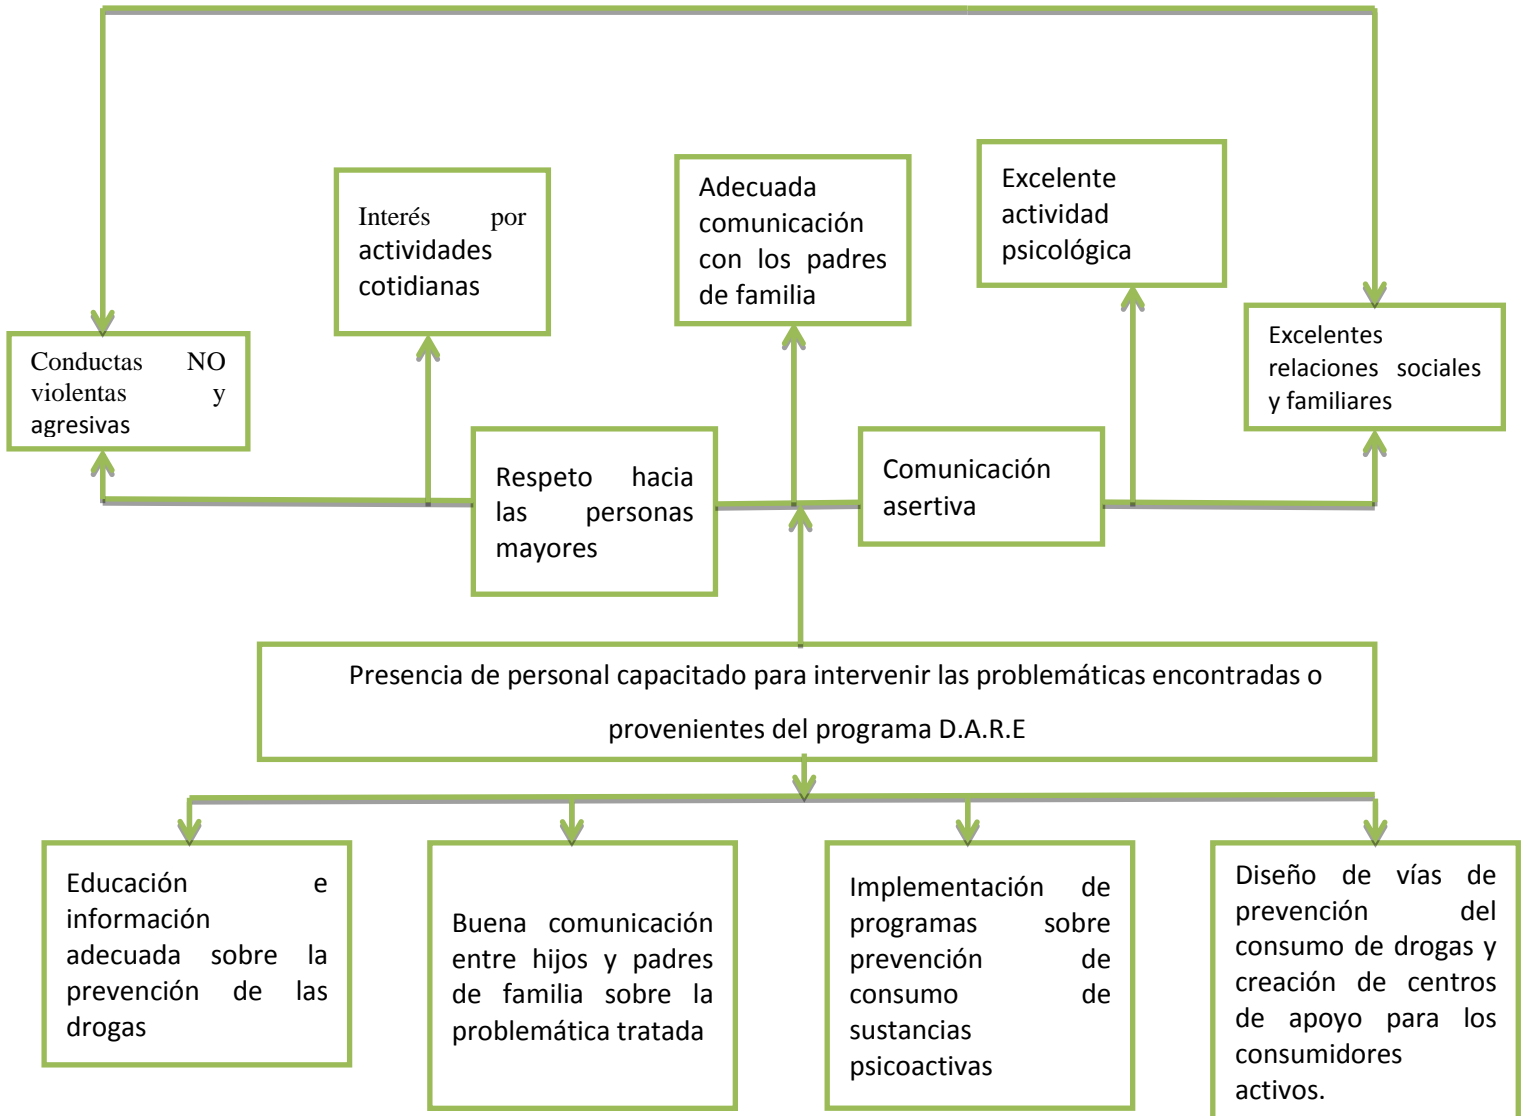 Interés por
actividades
cotidianas
Adecuada
comunicación
con los padres
de familia
Excelente
actividad
psicológica
Conductas NO
violentas y
agresivas
Excelentes
relaciones sociales
y familiares
Respeto hacia
las personas
mayores
Comunicación
asertiva
Presencia de personal capacitado para intervenir las problemáticas encontradas o
provenientes del programa D.A.R.E
Educación e
información
adecuada sobre la
prevención de las
drogas
Buena comunicación
entre hijos y padres
de familia sobre la
problemática tratada
Implementación de
programas sobre
prevención de
consumo de
sustancias
psicoactivas
Diseño de vías de
prevención del
consumo de drogas y
creación de centros
de apoyo para los
consumidores
activos.